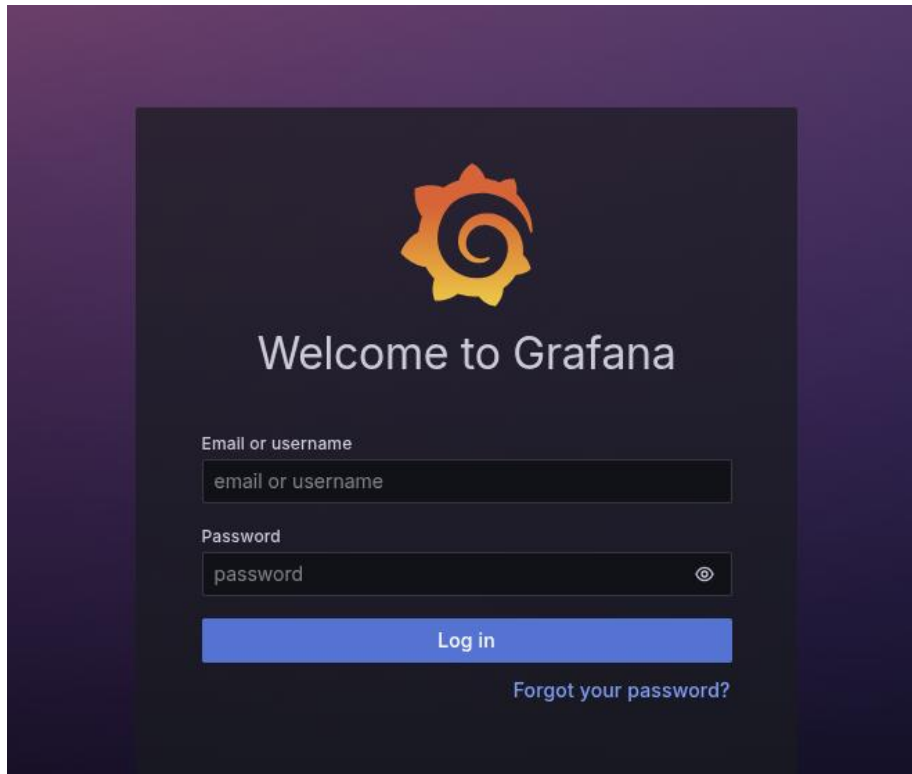 Welcome to Grafana
Email or username
email or username
Password
password
Log in
Forgot your password?